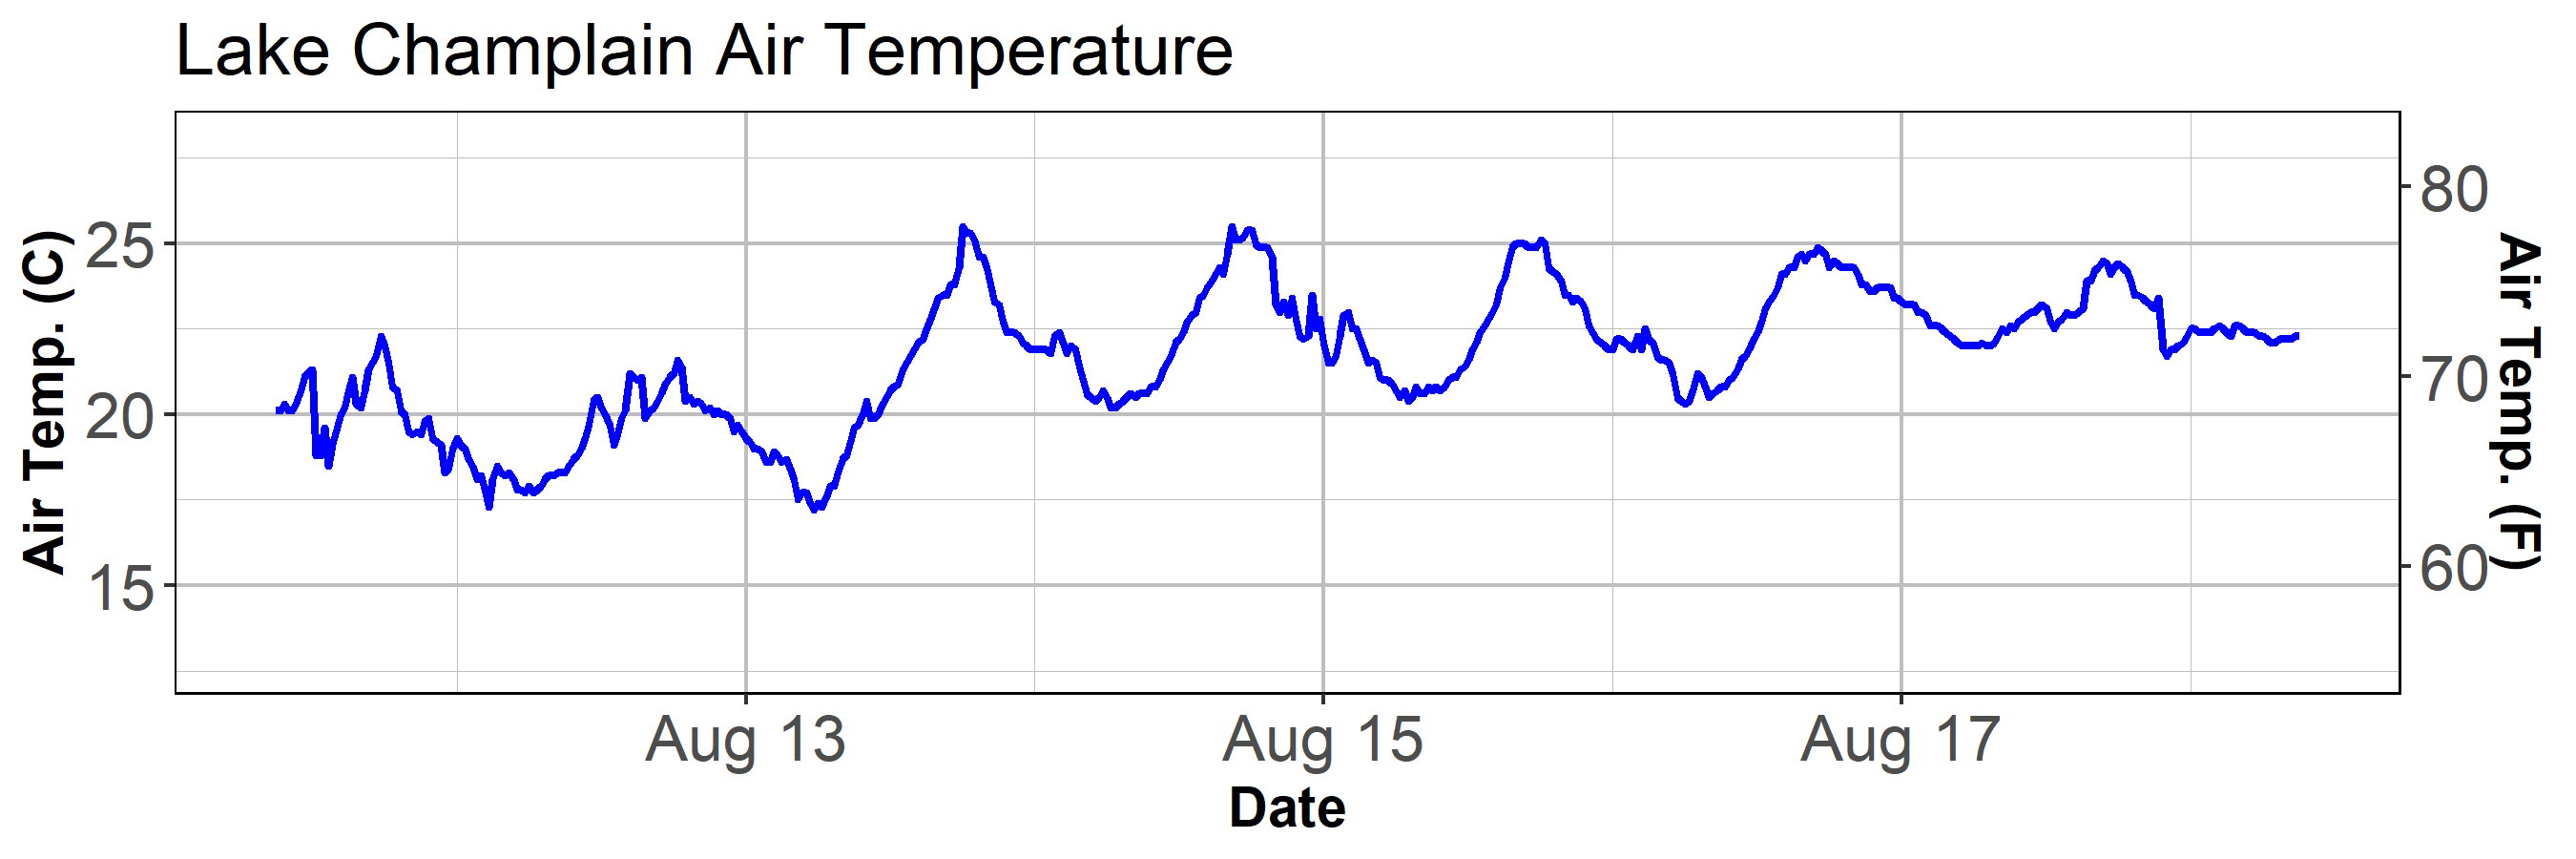 Lake Champlain Air Temperature
Air Temp. (C)
25
20
15
80
70
60
Air Temp. (F)
Aug 13
Aug 15
Aug 17
Date